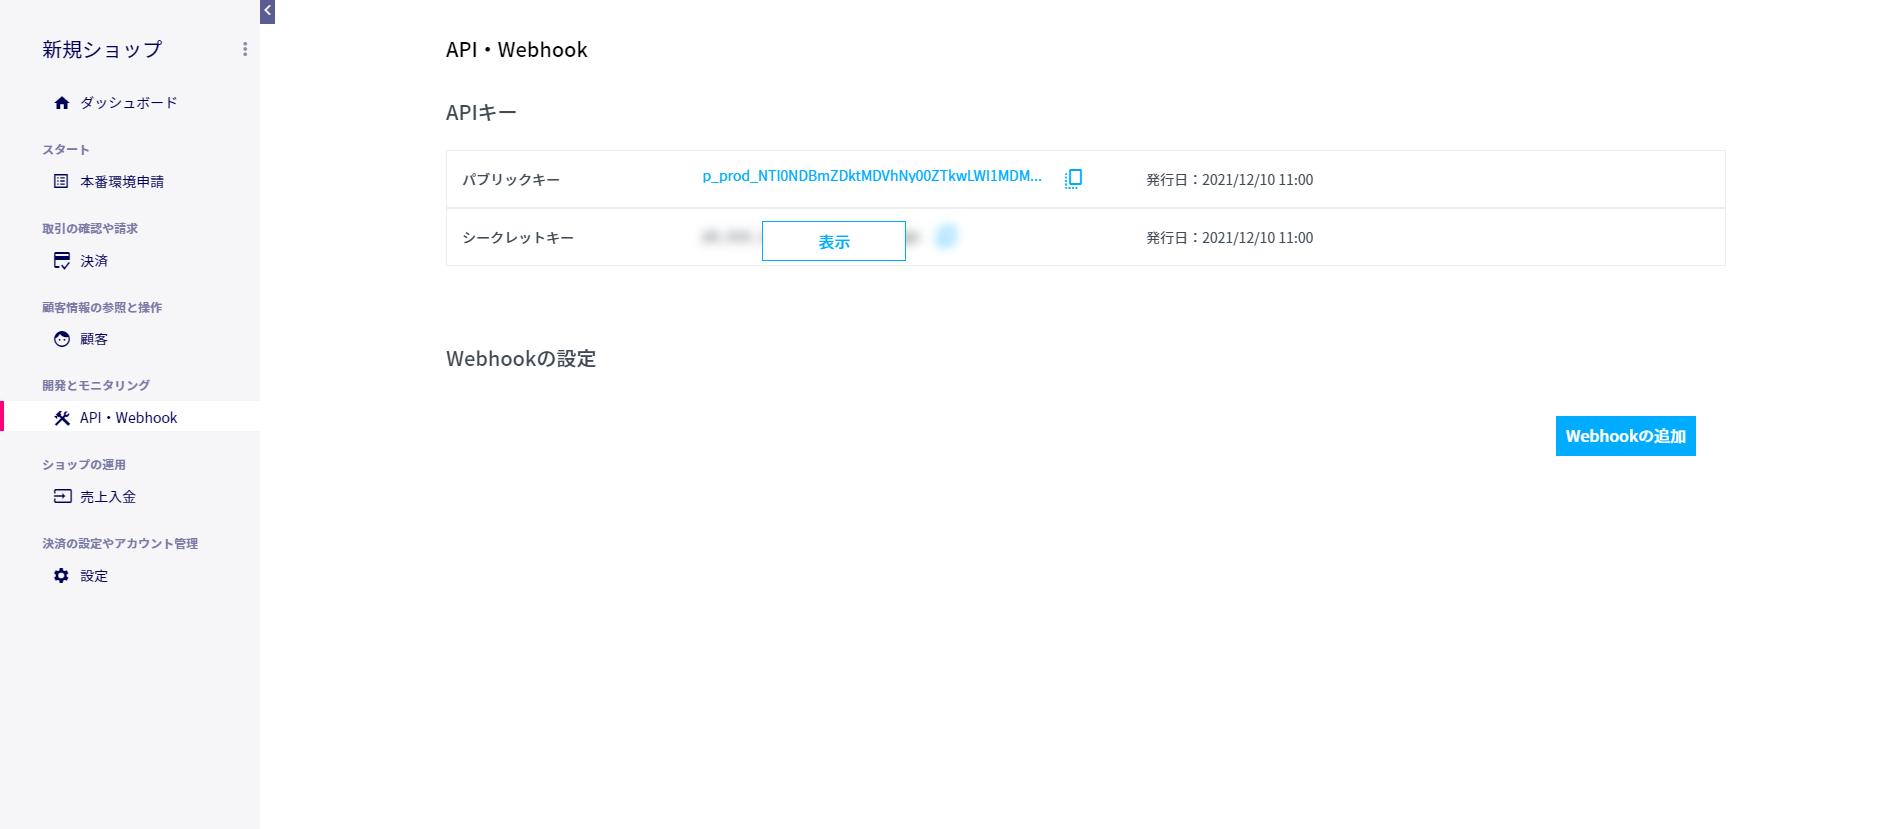 新規ショップ
ダッシュボード
スタート
本番環境申請
取引の確認や請求
決済
顧客情報の参照と操作
顧客
開発とモニタリング
API・Webhook
ショップの運用
売上入金
決済の設定やアカウント管理
設定
API・Webhook
APIキー
パブリックキー p_prod_NTI0NDBmZDktMDVhNy00ZTkwLWI1MDM... 発行日：2021/12/10 11:00
シークレットキー 表示 発行日：2021/12/10 11:00
Webhookの設定
Webhookの追加